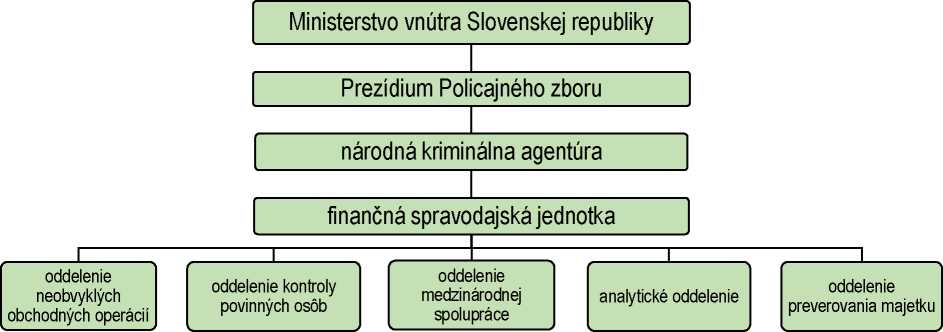 Ministerstvo vnútra Slovenskej republiky
Prezídium Policajného zboru
národná kriminálna agentúra
finančná spravodajská jednotka
oddelenie
neobvyklých
obchodných operácií
oddelenie kontroly
povinných osôb
oddelenie
medzinárodnej
spolupráce
analytické oddelenie
oddelenie
preverovania majetku